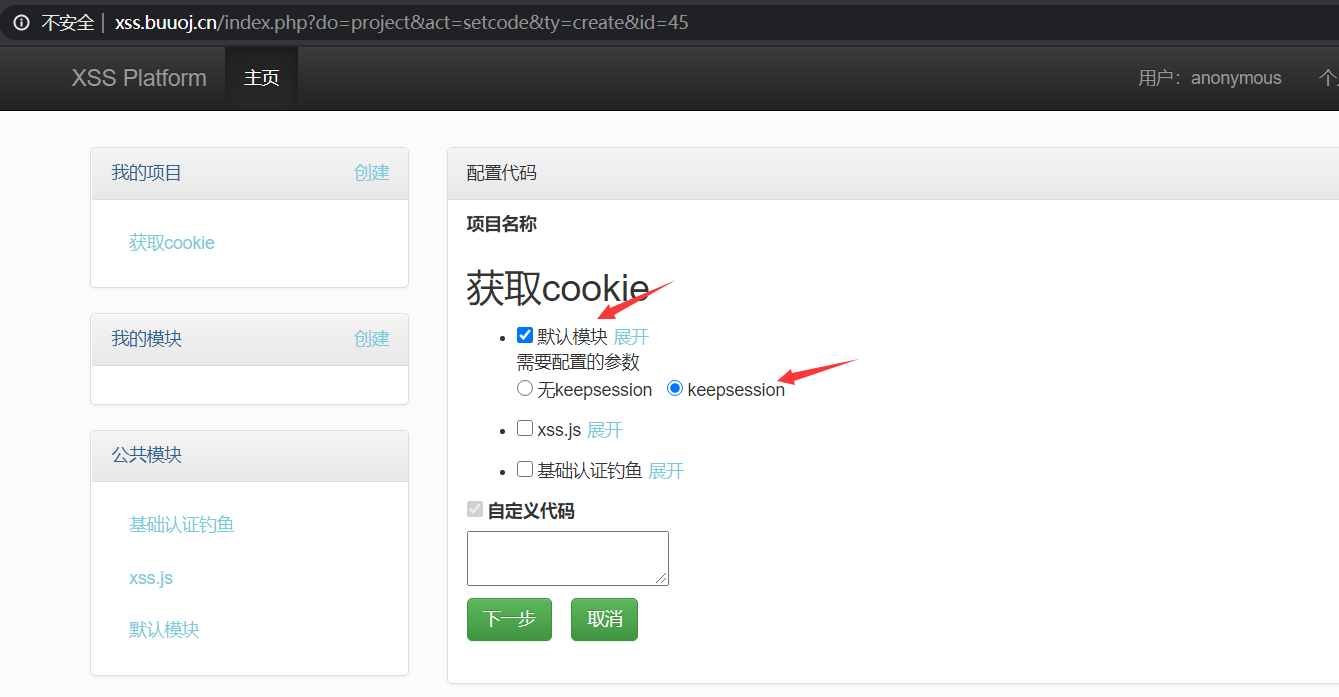 不安全 | xss.buuoj.cn/index.php?do=project&act=setcode&ty=create&id=45
XSS Platform 主页 用户：anonymous 个
我的项目 创建
获取cookie
我的模块 创建
公共模块
基础认证钓鱼
xss.js
默认模块
配置代码
项目名称
获取cookie
默认模块 展开
需要配置的参数
无keepsession keepsession
xss.js 展开
基础认证钓鱼 展开
自定义代码
下一步 取消